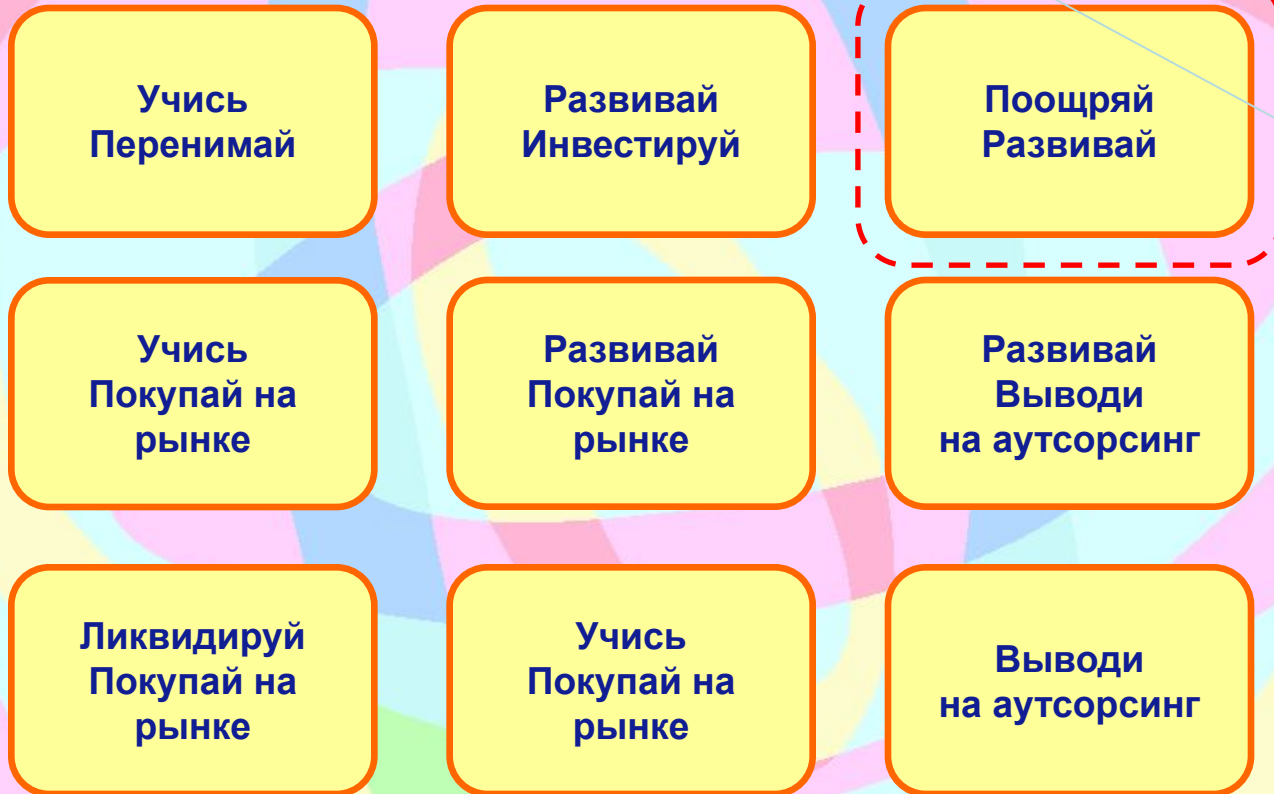 Учись
Перенимай
Развивай
Инвестируй
Поощряй
Развивай
Учись
Покупай на
рынке
Развивай
Покупай на
рынке
Развивай
Выводи
на аутсорсинг
Ликвидируй
Покупай на
рынке
Учись
Покупай на
рынке
Выводи
на аутсорсинг